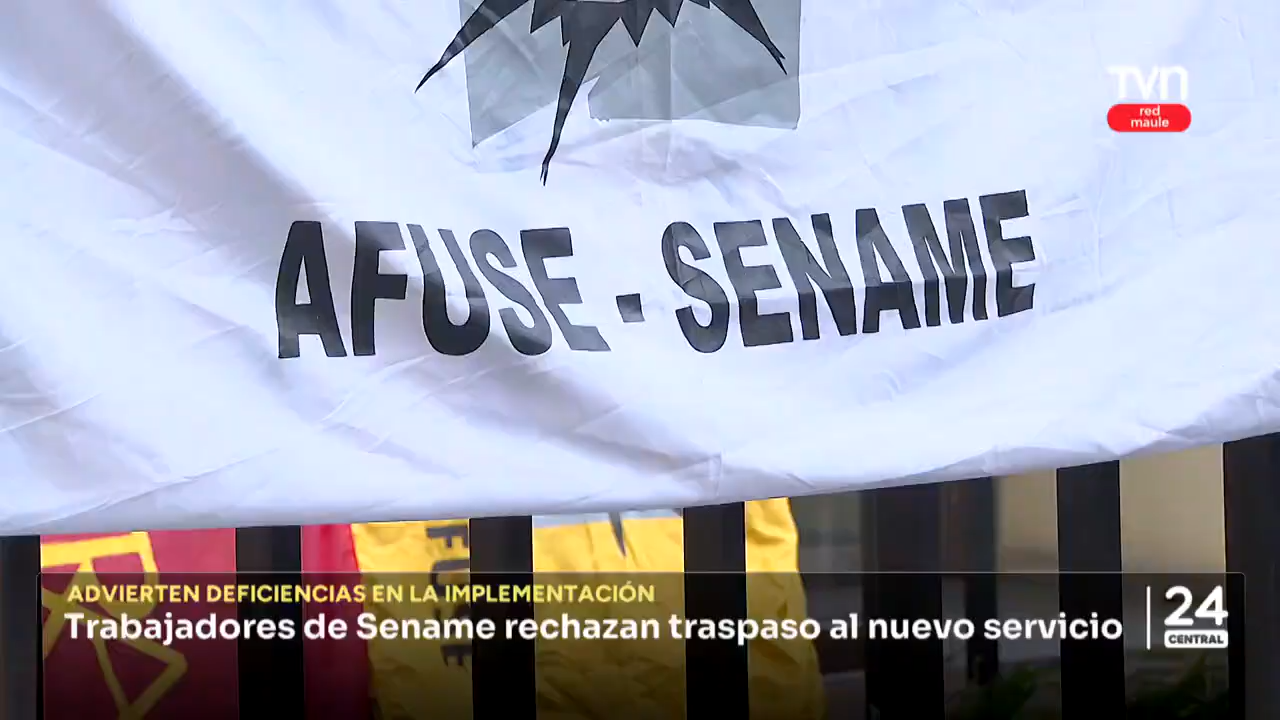 TVN
red
maule
AFUSE - SENAME
FUSE
ADVIERTEN DEFICIENCIAS EN LA IMPLEMENTACIÓN
Trabajadores de Sename rechazan traspaso al nuevo servicio
24
CENTRAL